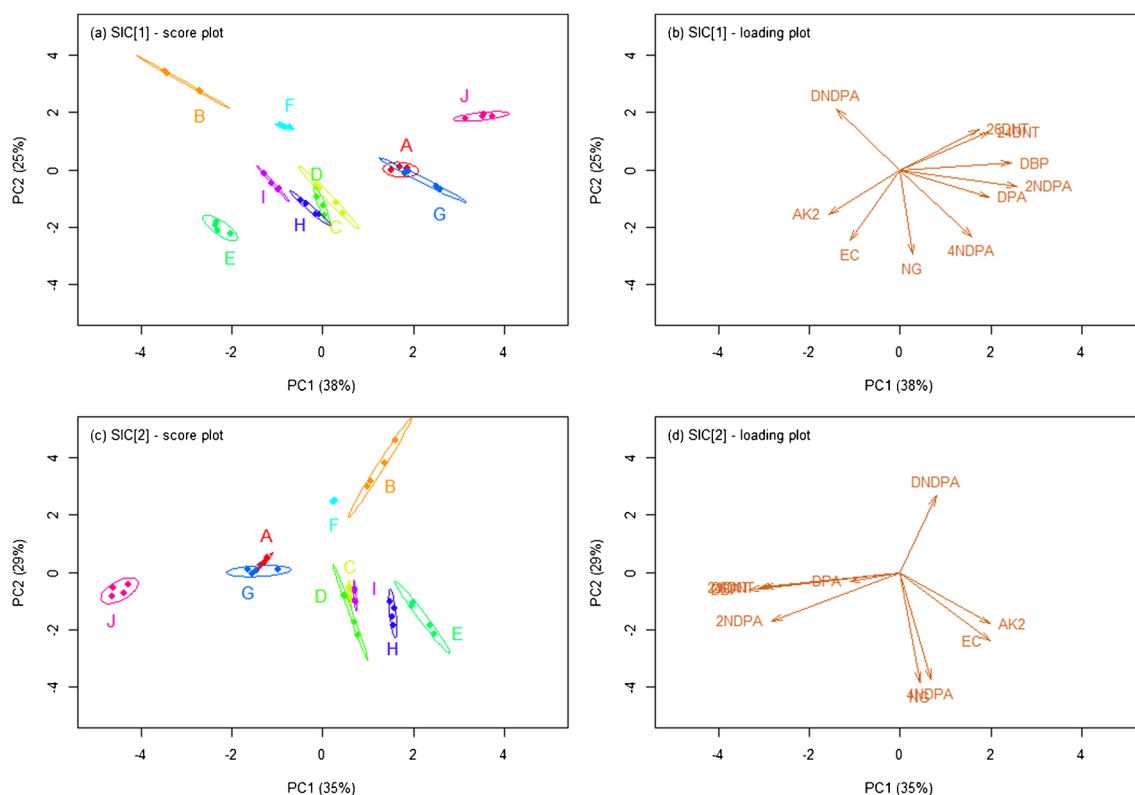 (a) SIC[1] - score plot
PC2 (25%)
4
2
0
-2
-4
B
F
J
A
D
I
G
H
C
E
-4
-2
0
2
4
PC1 (38%)
(b) SIC[1] - loading plot
PC2 (25%)
4
2
0
-2
-4
DNDPA
26DNT
24DNT
DBP
2NDPA
DPA
AK2
EC
4NDPA
NG
-4
-2
0
2
4
PC1 (38%)
(c) SIC[2] - score plot
PC2 (29%)
4
2
0
-2
-4
B
F
A
C
G
D
I
J
E
H
-4
-2
0
2
4
PC1 (35%)
(d) SIC[2] - loading plot
PC2 (29%)
4
2
0
-2
-4
DNDPA
DPA
2NDPA
AK2
EC
4NDPA
NG
-4
-2
0
2
4
PC1 (35%)